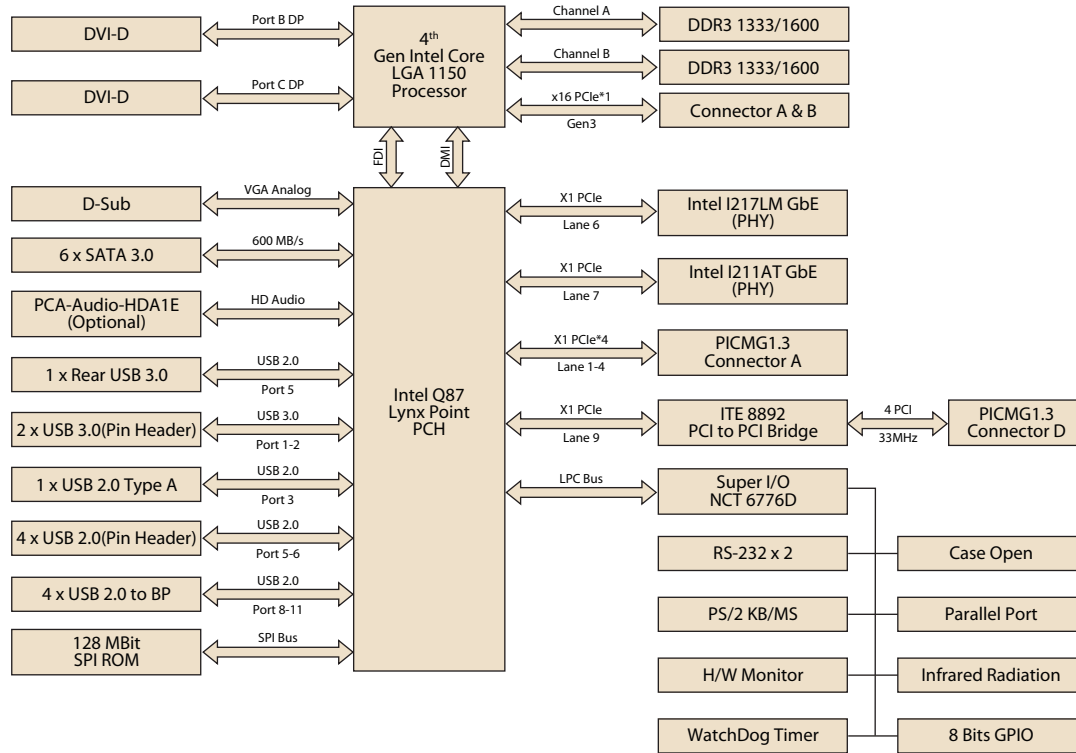 DVI-D
Port B DP
4th
Gen Intel Core
LGA 1150
Processor
Channel A
DDR3 1333/1600
Channel B
DDR3 1333/1600
DVI-D
Port C DP
x16 PCIe*1
Gen3
Connector A & B
FDI
DMI
D-Sub
VGA Analog
6 x SATA 3.0
600 MB/s
PCA-Audio-HDA1E
(Optional)
HD Audio
1 x Rear USB 3.0
USB 2.0
Port 5
2 x USB 3.0(Pin Header)
USB 3.0
Port 1-2
1 x USB 2.0 Type A
USB 2.0
Port 3
4 x USB 2.0(Pin Header)
USB 2.0
Port 5-6
4 x USB 2.0 to BP
USB 2.0
Port 8-11
128 MBit
SPI ROM
SPI Bus
Intel Q87
Lynx Point
PCH
X1 PCIe
Lane 6
Intel I217LM GbE
(PHY)
X1 PCIe
Lane 7
Intel I211AT GbE
(PHY)
X1 PCIe*4
Lane 1-4
PICMG1.3
Connector A
X1 PCIe
Lane 9
ITE 8892
PCI to PCI Bridge
4 PCI
33MHz
PICMG1.3
Connector D
LPC Bus
Super I/O
NCT 6776D
RS-232 x 2
Case Open
PS/2 KB/MS
Parallel Port
H/W Monitor
Infrared Radiation
WatchDog Timer
8 Bits GPIO